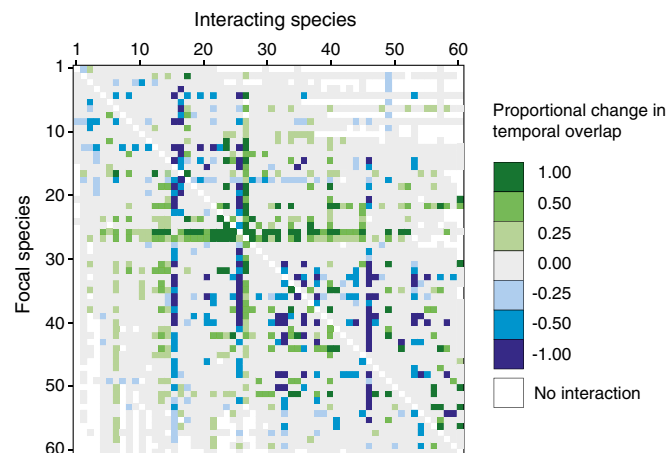 Interacting species
1 10 20 30 40 50 60
Focal species
1
10
20
30
40
50
60
Proportional change in
temporal overlap
1.00
0.50
0.25
0.00
-0.25
-0.50
-1.00
No interaction